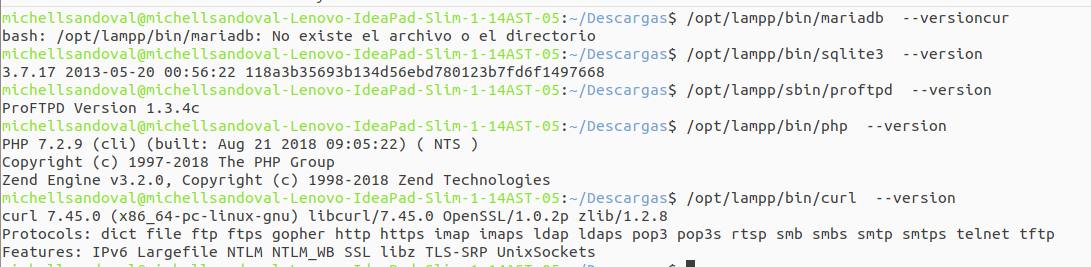 michellsandoval@michellsandoval-Lenovo-IdeaPad-Slim-1-14AST-05:~/Descargas$ /opt/lampp/bin/mariadb  --versioncur
bash: /opt/lampp/bin/mariadb: No existe el archivo o el directorio
michellsandoval@michellsandoval-Lenovo-IdeaPad-Slim-1-14AST-05:~/Descargas$ /opt/lampp/bin/sqlite3  --version
3.7.17 2013-05-20 00:56:22 118a3b35693b134d56ebd780123b7fd6f1497668
michellsandoval@michellsandoval-Lenovo-IdeaPad-Slim-1-14AST-05:~/Descargas$ /opt/lampp/sbin/proftpd  --version
ProFTPD Version 1.3.4c
michellsandoval@michellsandoval-Lenovo-IdeaPad-Slim-1-14AST-05:~/Descargas$ /opt/lampp/bin/php  --version
PHP 7.2.9 (cli) (built: Aug 21 2018 09:05:22) ( NTS )
Copyright (c) 1997-2018 The PHP Group
Zend Engine v3.2.0, Copyright (c) 1998-2018 Zend Technologies
michellsandoval@michellsandoval-Lenovo-IdeaPad-Slim-1-14AST-05:~/Descargas$ /opt/lampp/bin/curl  --version
curl 7.45.0 (x86_64-pc-linux-gnu) libcurl/7.45.0 OpenSSL/1.0.2p zlib/1.2.8
Protocols: dict file ftp ftps gopher http https imap imaps ldap ldaps pop3 pop3s rtsp smb smbs smtp smtps telnet tftp
Features: IPv6 Largefile NTLM NTLM_WB SSL libz TLS-SRP UnixSockets
michellsandoval@michellsandoval-Lenovo-IdeaPad-Slim-1-14AST-05:~/Descargas$